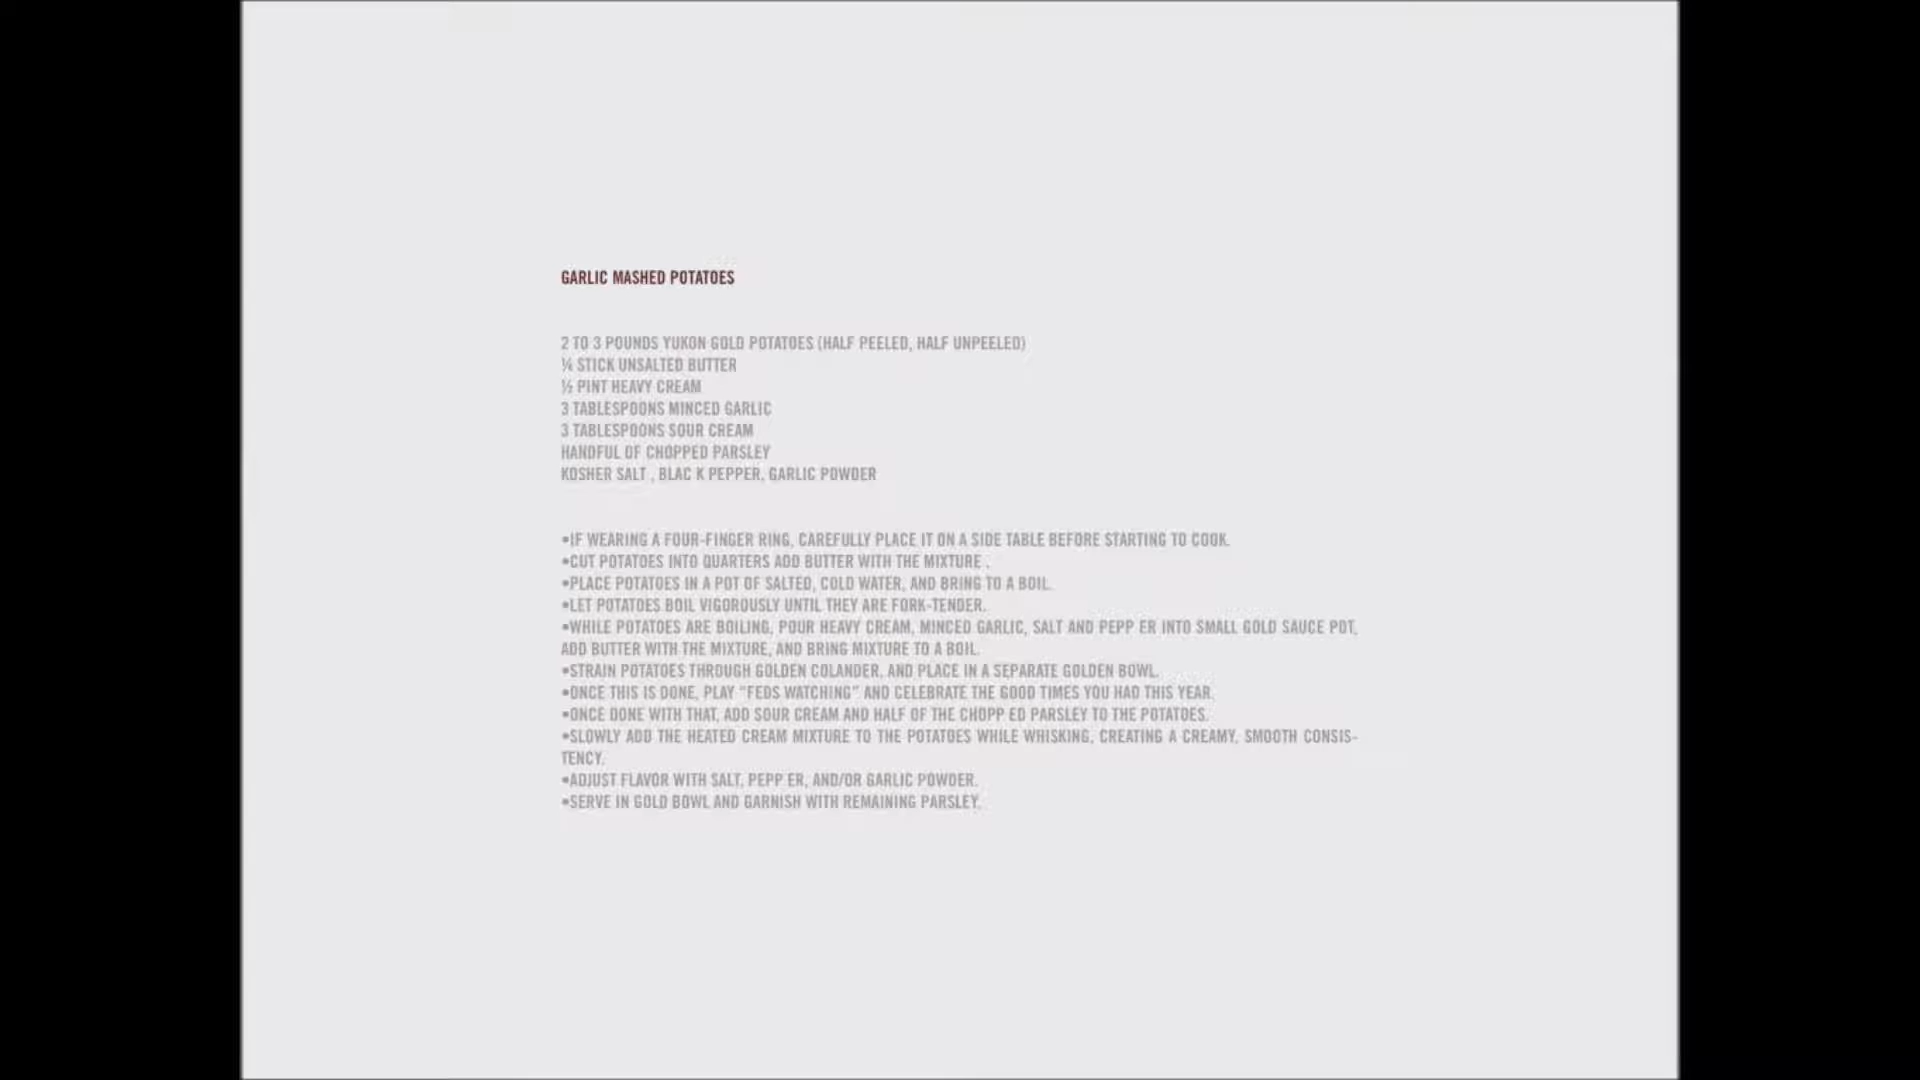 GARLIC MASHED POTATOES
2 TO 3 POUNDS YUKON GOLD POTATOES (HALF PEELED, HALF UNPEELED)
¼ STICK UNSALTED BUTTER
½ PINT HEAVY CREAM
3 TABLESPOONS MINCED GARLIC
3 TABLESPOONS SOUR CREAM
HANDFUL OF CHOPPED PARSLEY
KOSHER SALT , BLAC K PEPPER, GARLIC POWDER
•IF WEARING A FOUR-FINGER RING, CAREFULLY PLACE IT ON A SIDE TABLE BEFORE STARTING TO COOK.
•CUT POTATOES INTO QUARTERS ADD BUTTER WITH THE MIXTURE .
•PLACE POTATOES IN A POT OF SALTED, COLD WATER, AND BRING TO A BOIL.
•LET POTATOES BOIL VIGOROUSLY UNTIL THEY ARE FORK-TENDER.
•WHILE POTATOES ARE BOILING, POUR HEAVY CREAM, MINCED GARLIC, SALT AND PEPP ER INTO SMALL GOLD SAUCE POT,
ADD BUTTER WITH THE MIXTURE, AND BRING MIXTURE TO A BOIL.
•STRAIN POTATOES THROUGH GOLDEN COLANDER, AND PLACE IN A SEPARATE GOLDEN BOWL.
•ONCE THIS IS DONE, PLAY "FEDS WATCHING" AND CELEBRATE THE GOOD TIMES YOU HAD THIS YEAR.
•ONCE DONE WITH THAT, ADD SOUR CREAM AND HALF OF THE CHOPP ED PARSLEY TO THE POTATOES.
•SLOWLY ADD THE HEATED CREAM MIXTURE TO THE POTATOES WHILE WHISKING, CREATING A CREAMY, SMOOTH CONSIS-
TENCY.
•ADJUST FLAVOR WITH SALT, PEPP ER, AND/OR GARLIC POWDER.
•SERVE IN GOLD BOWL AND GARNISH WITH REMAINING PARSLEY.